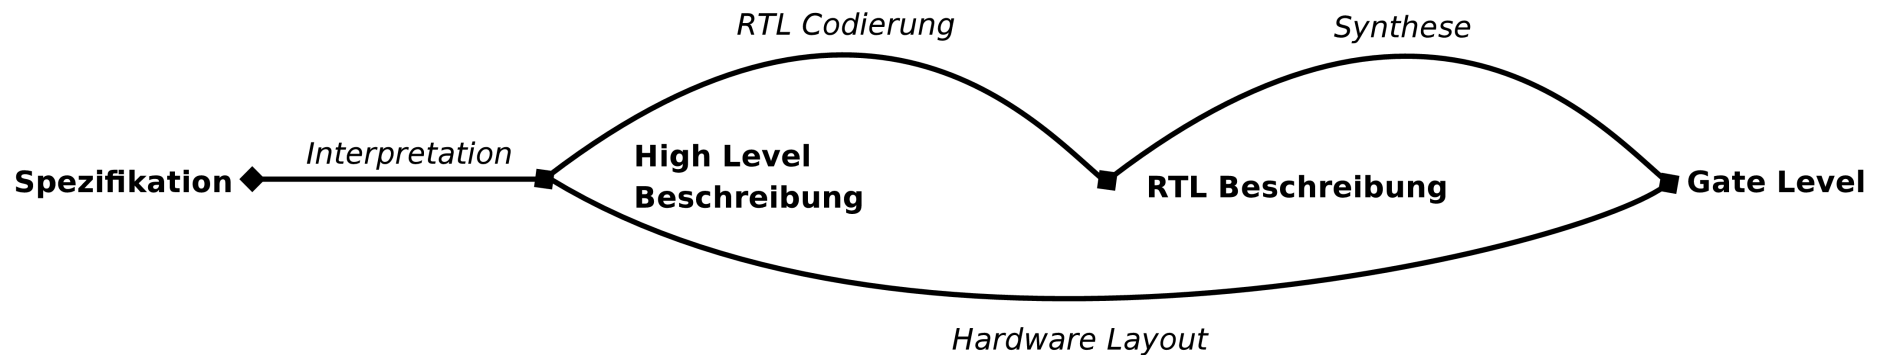 RTL Codierung
Synthese
Interpretation
Spezifikation
High Level
Beschreibung
RTL Beschreibung
Gate Level
Hardware Layout